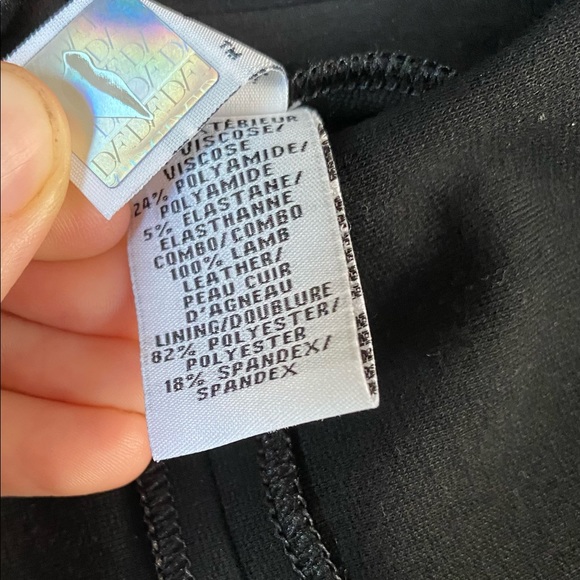 TÉRIEUR
VISCOSE/
VISCOSE
24% POLYAMIDE/
POLYAMIDE
5% ELASTANE/
ELASTHANNE
COMBO/COMBO
100% LAMB
LEATHER/
PEAU CUIR
D'AGNEAU
LINING/DOUBLURE
82% POLYESTER/
POLYESTER
18% SPANDEX/
SPANDEX